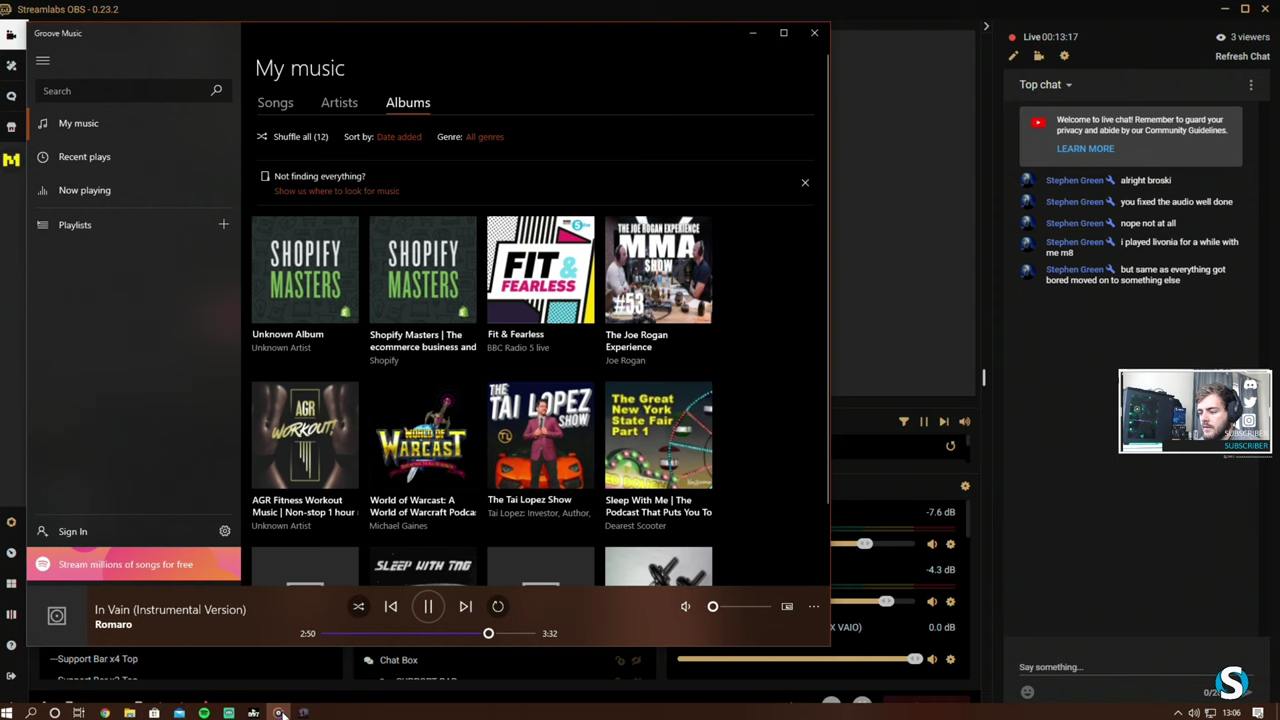 Streamlabs OBS - 0.23.2
Groove Music
Search
My music
Recent plays
Now playing
Playlists
Sign In
Stream millions of songs for free
My music
Songs
Artists
Albums
Shuffle all (12)
Sort by: Date added
Genre: All genres
Not finding everything?
Show us where to look for music
SHOPIFY
MASTERS
Unknown Album
Unknown Artist
SHOPIFY
MASTERS
Shopify Masters | The
ecommerce business and
Shopify
FIT &
FEARLESS
Fit & Fearless
BBC Radio 5 live
THE JOE ROGAN EXPERIENCE
MMA
SHOW
#53
The Joe Rogan
Experience
Joe Rogan
AGR
WORKOUT!
AGR Fitness Workout
Music | Non-stop 1 hour
Unknown Artist
WORLD OF
WARCAST
World of Warcast: A
World of Warcraft Podca
Michael Gaines
THE
TAI LOPEZ
SHOW
The Tai Lopez Show
Tai Lopez: Investor, Author,
The Great
New York
State Fair
Part 1
Sleep With Me | The
Podcast That Puts You To
Dearest Scooter
SLEEP WITH TNG
In Vain (Instrumental Version)
Romaro
2:50
3:32
—Support Bar x4 Top
Chat Box
-7.6 dB
-4.3 dB
X VAIO)
0.0 dB
Live 00:13:17
3 viewers
Refresh Chat
Top chat
Welcome to live chat! Remember to guard your
privacy and abide by our Community Guidelines.
LEARN MORE
Stephen Green alright broski
Stephen Green you fixed the audio well done
Stephen Green nope not at all
Stephen Green i played livonia for a while with
me m8
Stephen Green but same as everything got
bored moved on to something else
SUBSCRIBER
SUBSCRIBER
Say something...
13:06